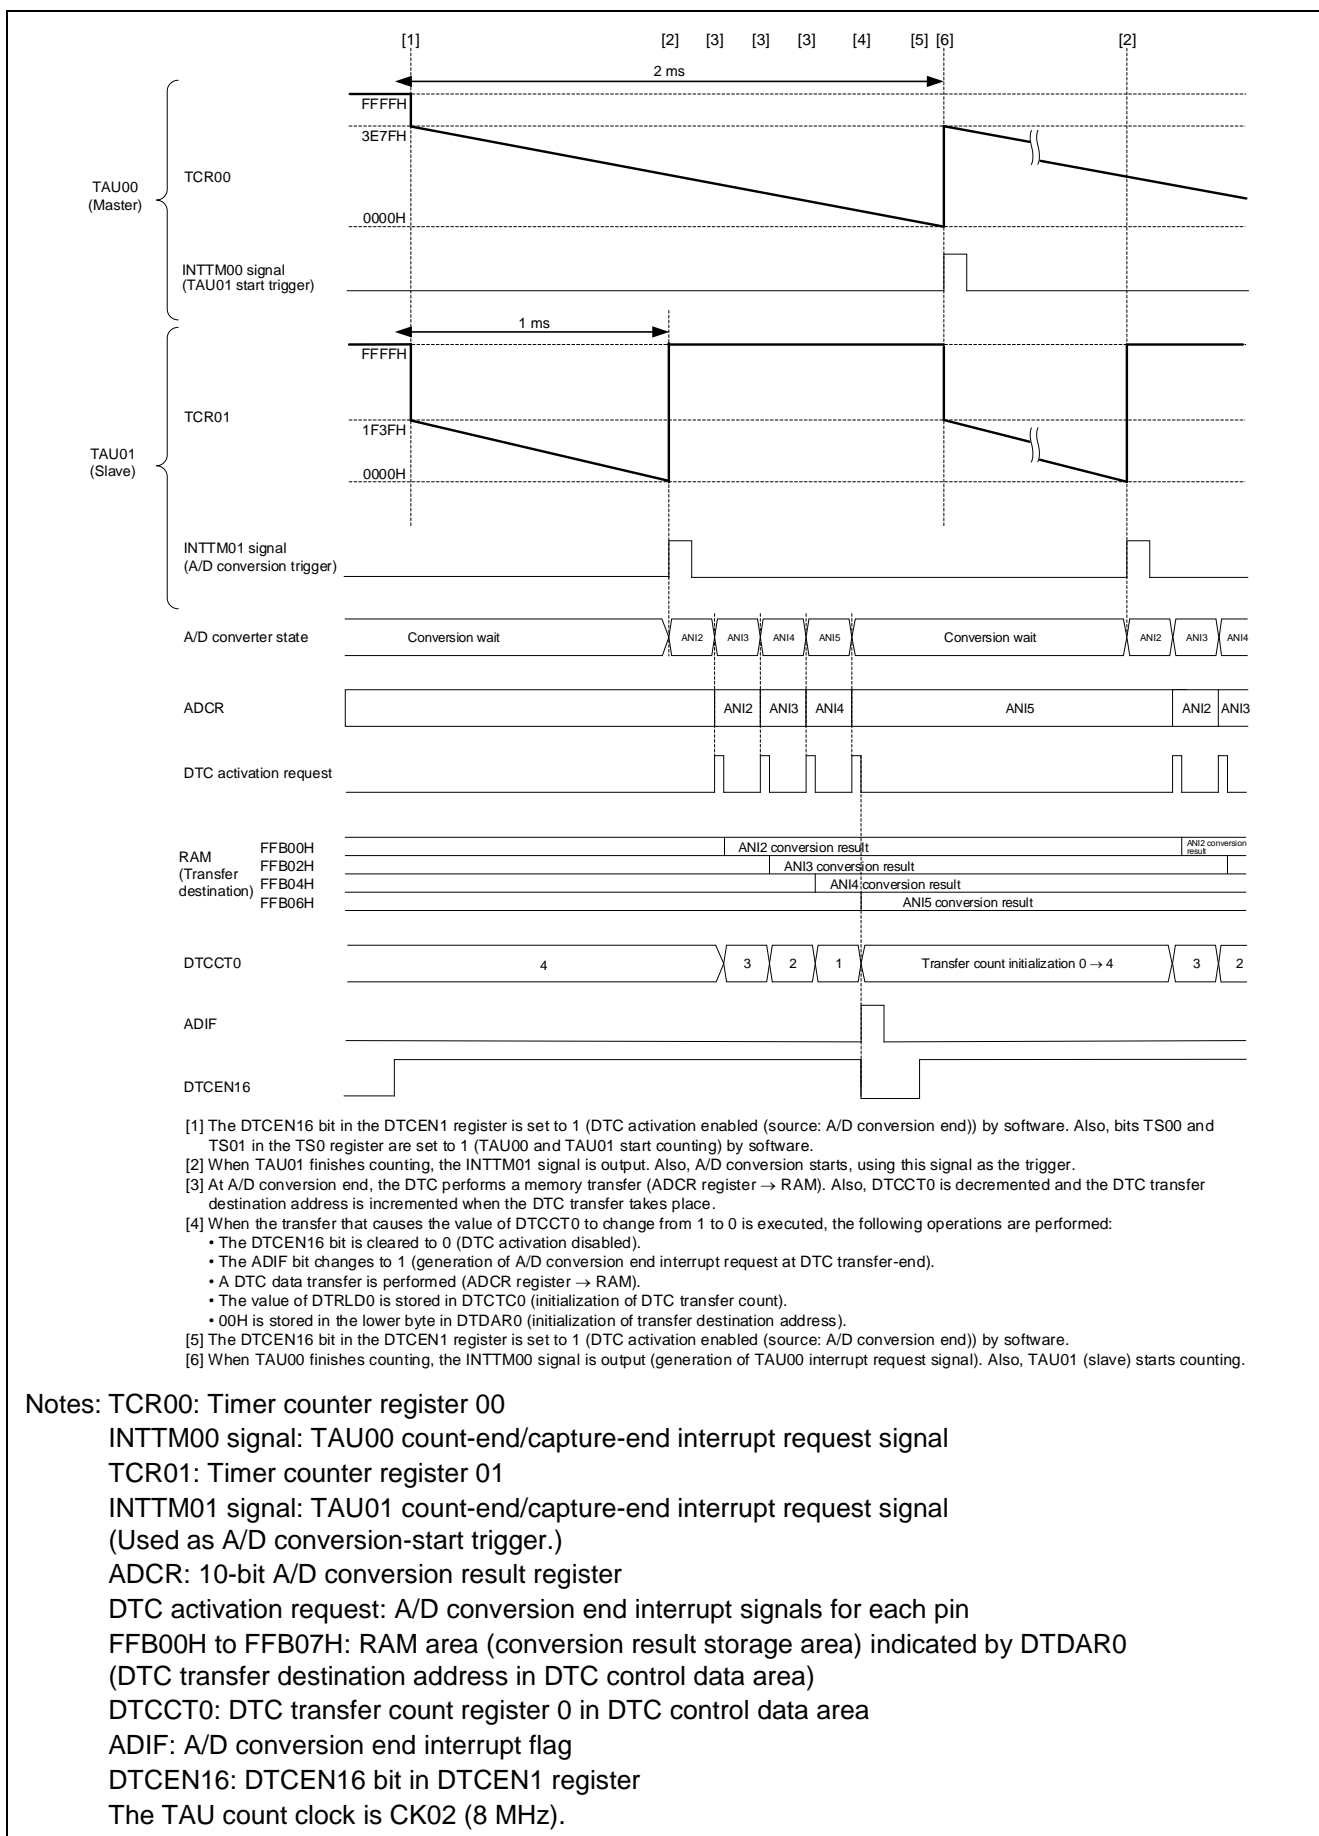 [1] [2] [3] [3] [3] [4] [5] [6] [2]
2 ms
FFFFH
3E7FH
TCR00
TAU00
(Master)
0000H
INTTM00 signal
(TAU01 start trigger)
1 ms
FFFFH
TCR01
1F3FH
TAU01
(Slave)
0000H
INTTM01 signal
(A/D conversion trigger)
A/D converter state Conversion wait ANI2 ANI3 ANI4 ANI5 Conversion wait ANI2 ANI3 ANI4
ADCR ANI2 ANI3 ANI4 ANI5 ANI2 ANI3
DTC activation request
RAM
(Transfer
destination)
FFB00H ANI2 conversion result ANI2 conversion
result
FFB02H ANI3 conversion result
FFB04H ANI4 conversion result
FFB06H ANI5 conversion result
DTCCT0 4 3 2 1 Transfer count initialization 0 → 4 3 2
ADIF
DTCEN16
[1] The DTCEN16 bit in the DTCEN1 register is set to 1 (DTC activation enabled (source: A/D conversion end)) by software. Also, bits TS00 and
TS01 in the TS0 register are set to 1 (TAU00 and TAU01 start counting) by software.
[2] When TAU01 finishes counting, the INTTM01 signal is output. Also, A/D conversion starts, using this signal as the trigger.
[3] At A/D conversion end, the DTC performs a memory transfer (ADCR register → RAM). Also, DTCCT0 is decremented and the DTC transfer
destination address is incremented when the DTC transfer takes place.
[4] When the transfer that causes the value of DTCCT0 to change from 1 to 0 is executed, the following operations are performed:
• The DTCEN16 bit is cleared to 0 (DTC activation disabled).
• The ADIF bit changes to 1 (generation of A/D conversion end interrupt request at DTC transfer-end).
• A DTC data transfer is performed (ADCR register → RAM).
• The value of DTRLD0 is stored in DTCTC0 (initialization of DTC transfer count).
• 00H is stored in the lower byte in DTDAR0 (initialization of transfer destination address).
[5] The DTCEN16 bit in the DTCEN1 register is set to 1 (DTC activation enabled (source: A/D conversion end)) by software.
[6] When TAU00 finishes counting, the INTTM00 signal is output (generation of TAU00 interrupt request signal). Also, TAU01 (slave) starts counting.
Notes: TCR00: Timer counter register 00
INTTM00 signal: TAU00 count-end/capture-end interrupt request signal
TCR01: Timer counter register 01
INTTM01 signal: TAU01 count-end/capture-end interrupt request signal
(Used as A/D conversion-start trigger.)
ADCR: 10-bit A/D conversion result register
DTC activation request: A/D conversion end interrupt signals for each pin
FFB00H to FFB07H: RAM area (conversion result storage area) indicated by DTDAR0
(DTC transfer destination address in DTC control data area)
DTCCT0: DTC transfer count register 0 in DTC control data area
ADIF: A/D conversion end interrupt flag
DTCEN16: DTCEN16 bit in DTCEN1 register
The TAU count clock is CK02 (8 MHz).